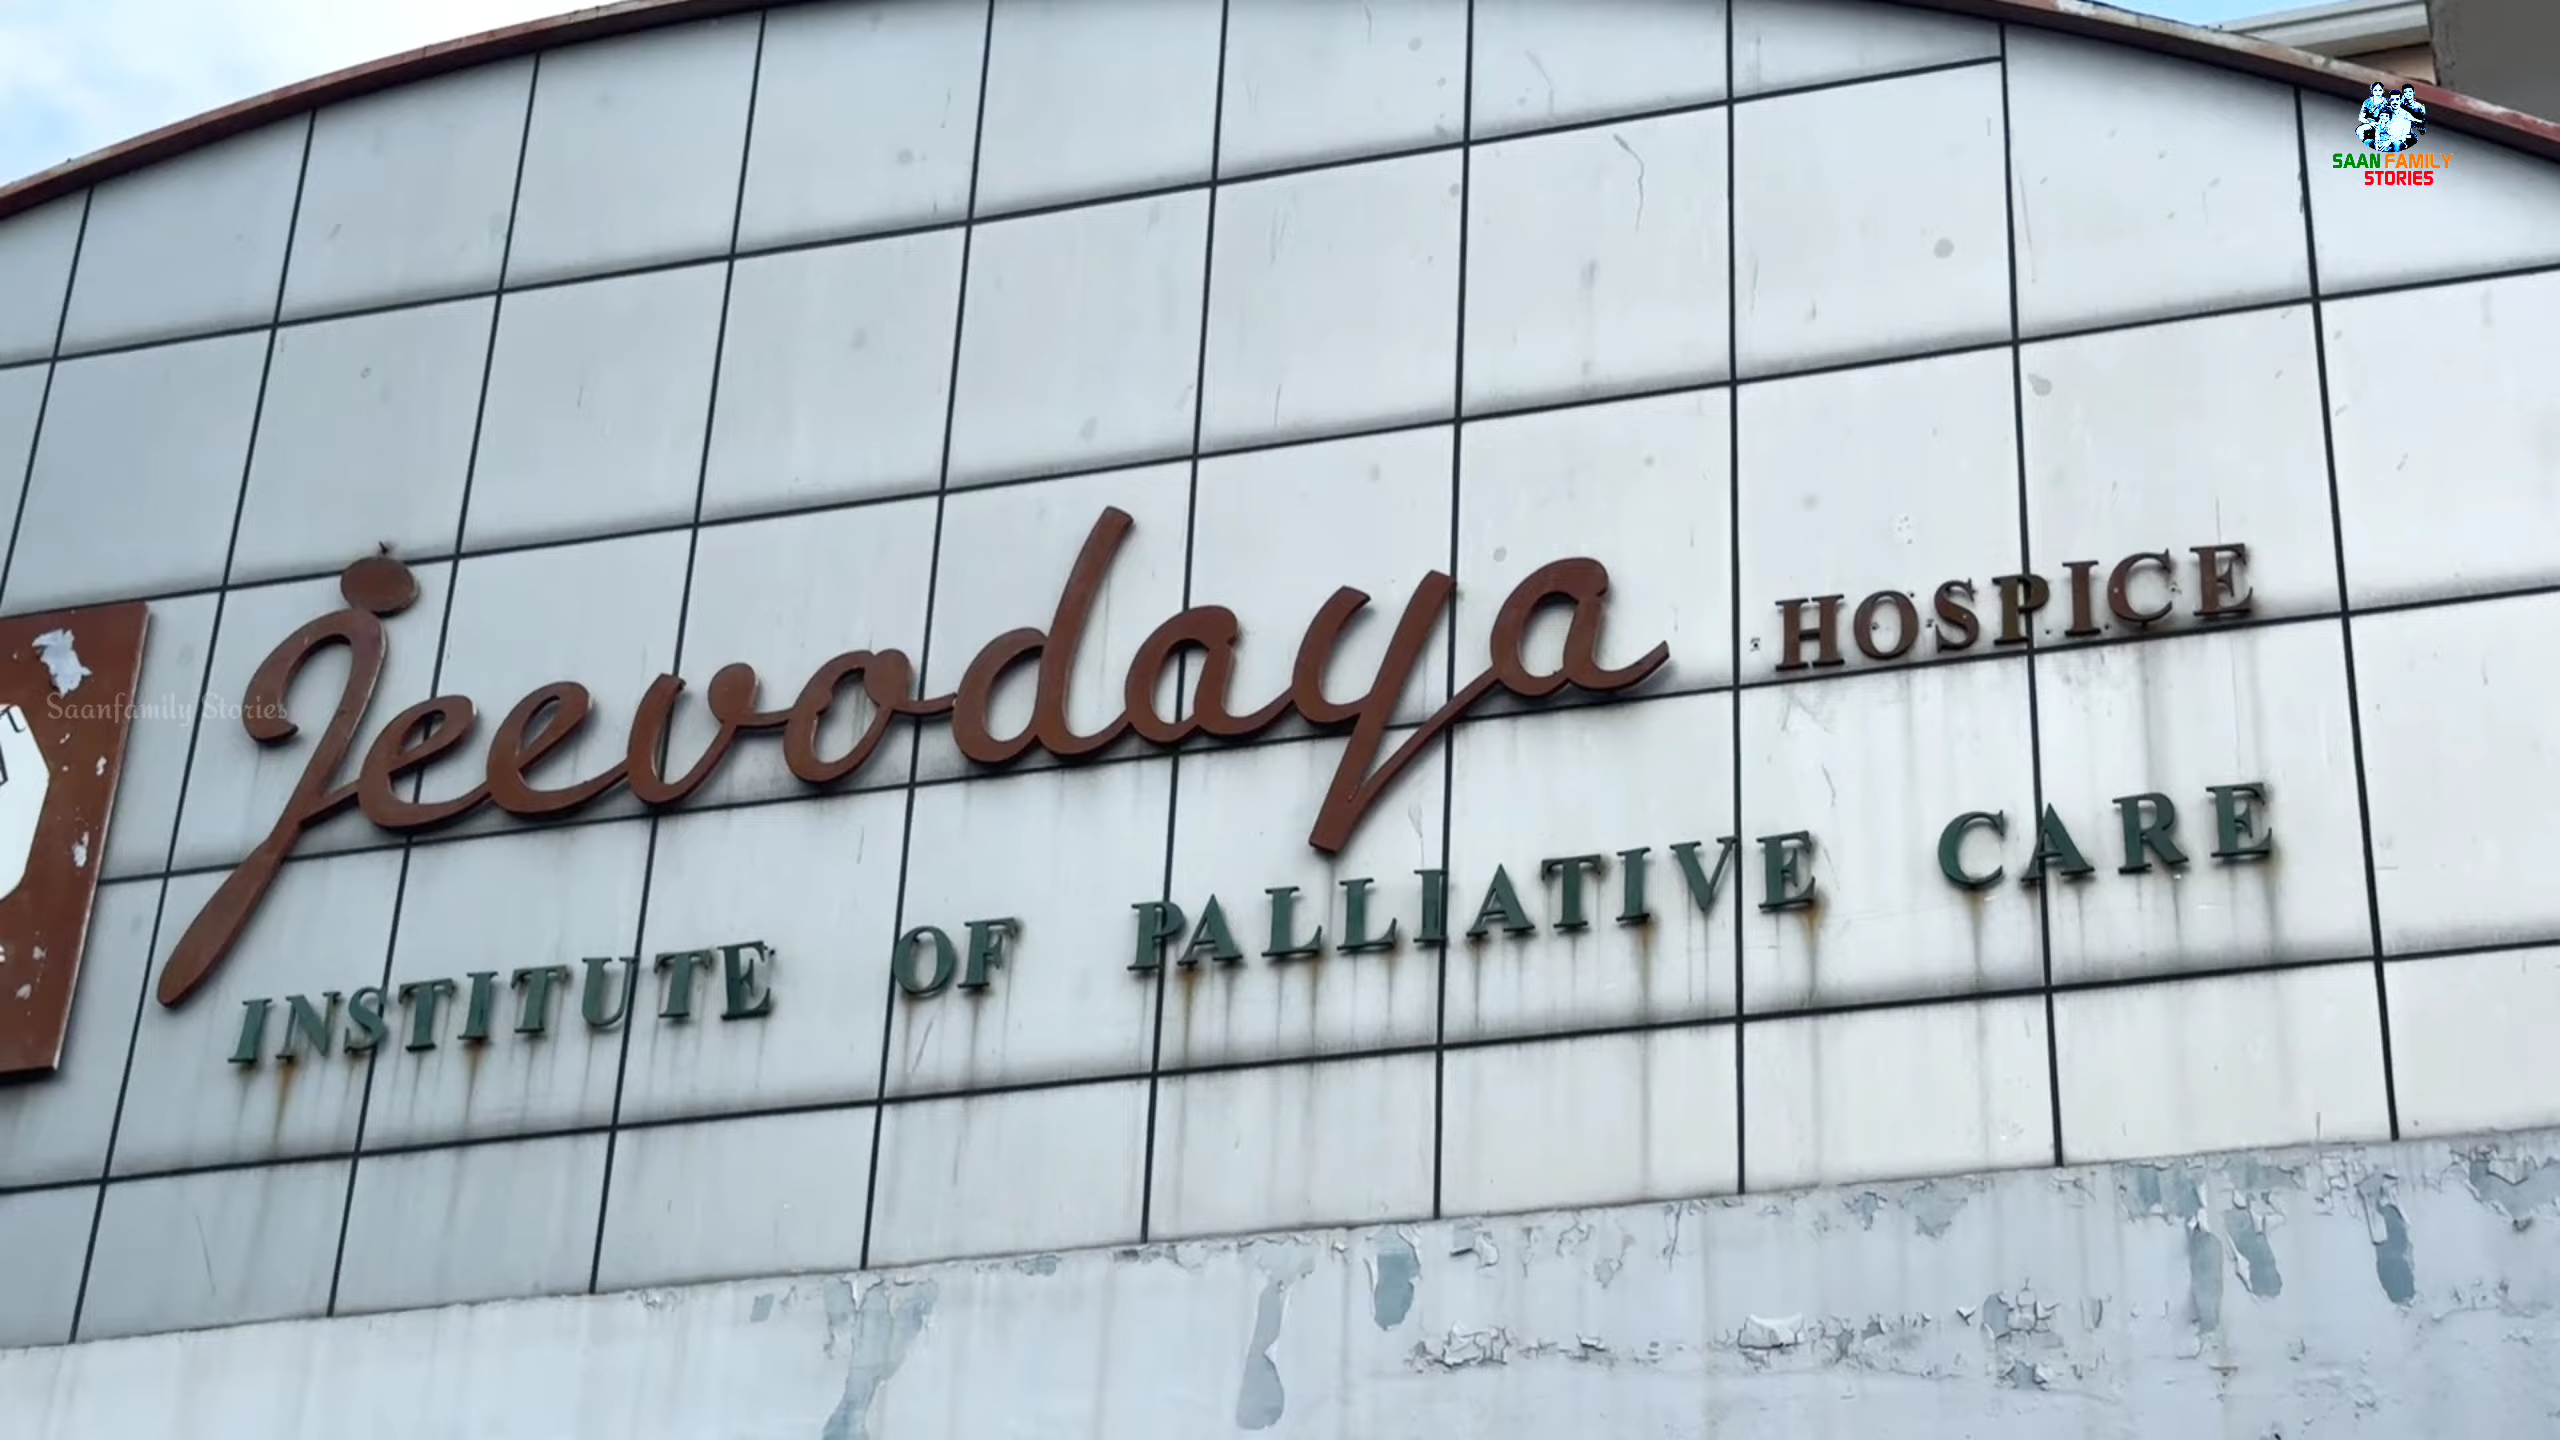 SAAN FAMILY
STORIES
Jeevodaya HOSPICE
Saanfamily Stories
INSTITUTE OF PALLIATIVE CARE